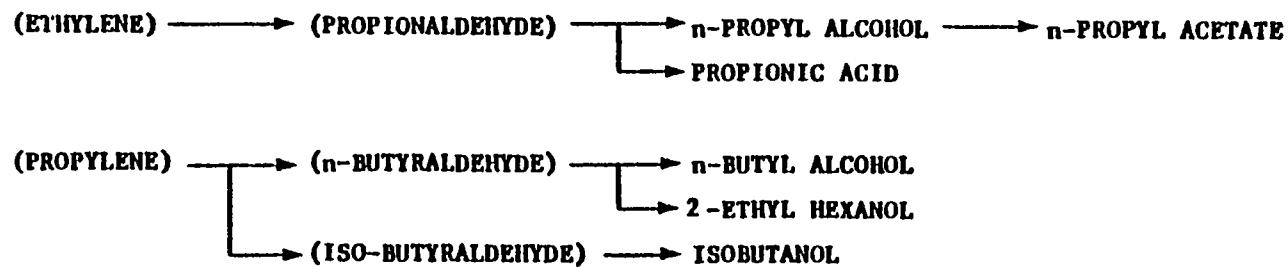 (ETHYLENE) (PROPIONALDEHYDE) n-PROPYL ALCOHOL n-PROPYL ACETATE
PROPIONIC ACID
(PROPYLENE) (n-BUTYRALDEHYDE) n-BUTYL ALCOHOL
2-ETHYL HEXANOL
(ISO-BUTYRALDEHYDE) ISOBUTANOL